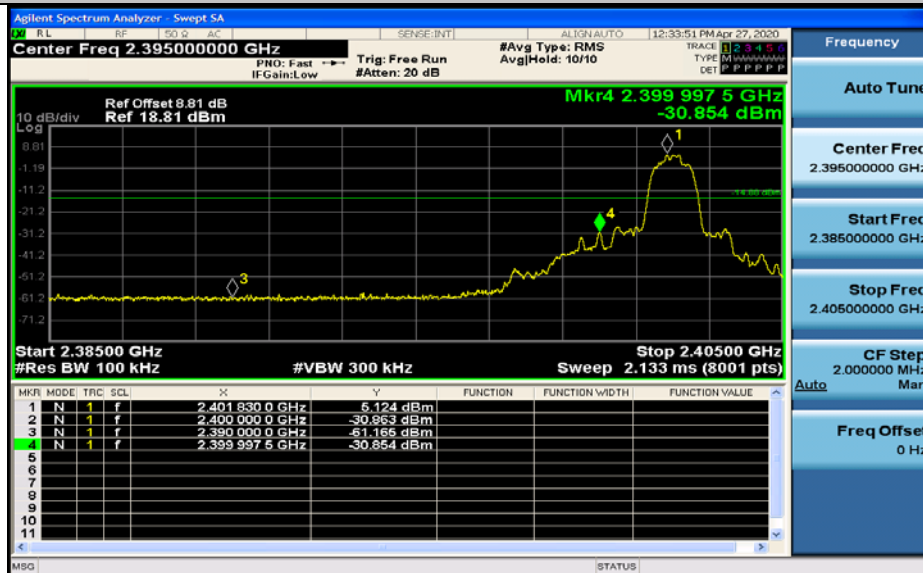 Agilent Spectrum Analyzer - Swept SA
LXI RL RF 50 Ω AC SENSE:INT ALIGN AUTO 12:33:51 PM Apr 27, 2020
Center Freq 2.395000000 GHz #Avg Type: RMS TRACE 1 2 3 4 5 6
PNO: Fast Trig: Free Run Avg|Hold: 10/10 TYPE M WWWWW
IFGain:Low #Atten: 20 dB DET P P P P P P
Mkr4 2.399 997 5 GHz
-30.854 dBm
Ref Offset 8.81 dB
10 dB/div Ref 18.81 dBm
Log
8.81
-1.19
-11.2
-21.2
-31.2
-41.2
-51.2
-61.2
-71.2
1
4
3
Start 2.38500 GHz Stop 2.40500 GHz
#Res BW 100 kHz #VBW 300 kHz Sweep 2.133 ms (8001 pts)
MKR MODE TRC SCL X Y FUNCTION FUNCTION WIDTH FUNCTION VALUE
1 N 1 f 2.401 830 0 GHz 5.124 dBm
2 N 1 f 2.400 000 0 GHz -30.863 dBm
3 N 1 f 2.390 000 0 GHz -61.165 dBm
4 N 1 f 2.399 997 5 GHz -30.854 dBm
5
6
7
8
9
10
11
MSG STATUS
Frequency
Auto Tune
Center Freq
2.395000000 GHz
Start Freq
2.385000000 GHz
Stop Freq
2.405000000 GHz
CF Step
2.000000 MHz
Auto Man
Freq Offset
0 Hz